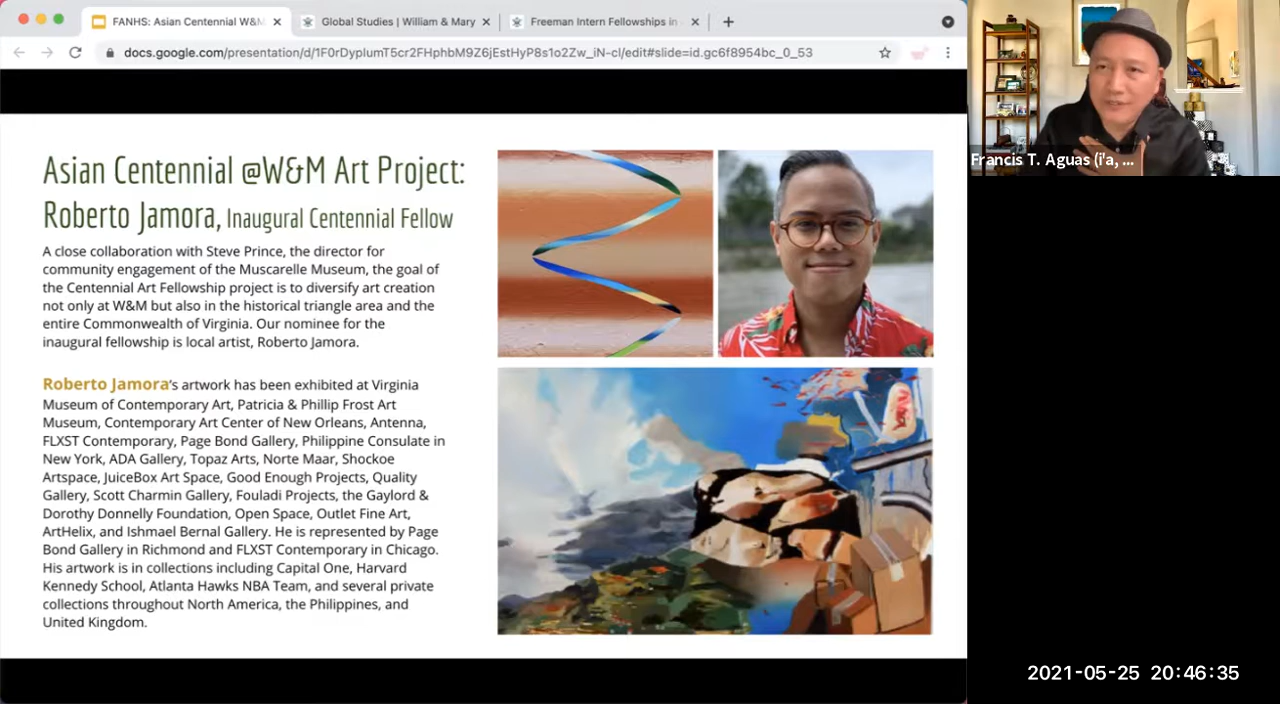 FANHS: Asian Centennial W&M
Global Studies | William & Mary
Freeman Intern Fellowships in
docs.google.com/presentation/d/1F0rDyplumT5cr2FHphbM9Z6jEstHyP8s1o2Zw_iN-cI/edit#slide=id.gc6f8954bc_0_53
Francis T. Aguas (i'a, ...
Asian Centennial @W&M Art Project:
Roberto Jamora, Inaugural Centennial Fellow
A close collaboration with Steve Prince, the director for
community engagement of the Muscarelle Museum, the goal of
the Centennial Art Fellowship project is to diversify art creation
not only at W&M but also in the historical triangle area and the
entire Commonwealth of Virginia. Our nominee for the
inaugural fellowship is local artist, Roberto Jamora.
Roberto Jamora's artwork has been exhibited at Virginia
Museum of Contemporary Art, Patricia & Phillip Frost Art
Museum, Contemporary Art Center of New Orleans, Antenna,
FLXST Contemporary, Page Bond Gallery, Philippine Consulate in
New York, ADA Gallery, Topaz Arts, Norte Maar, Shockoe
Artspace, JuiceBox Art Space, Good Enough Projects, Quality
Gallery, Scott Charmin Gallery, Fouladi Projects, the Gaylord &
Dorothy Donnelly Foundation, Open Space, Outlet Fine Art,
ArtHelix, and Ishmael Bernal Gallery. He is represented by Page
Bond Gallery in Richmond and FLXST Contemporary in Chicago.
His artwork is in collections including Capital One, Harvard
Kennedy School, Atlanta Hawks NBA Team, and several private
collections throughout North America, the Philippines, and
United Kingdom.
2021-05-25 20:46:35